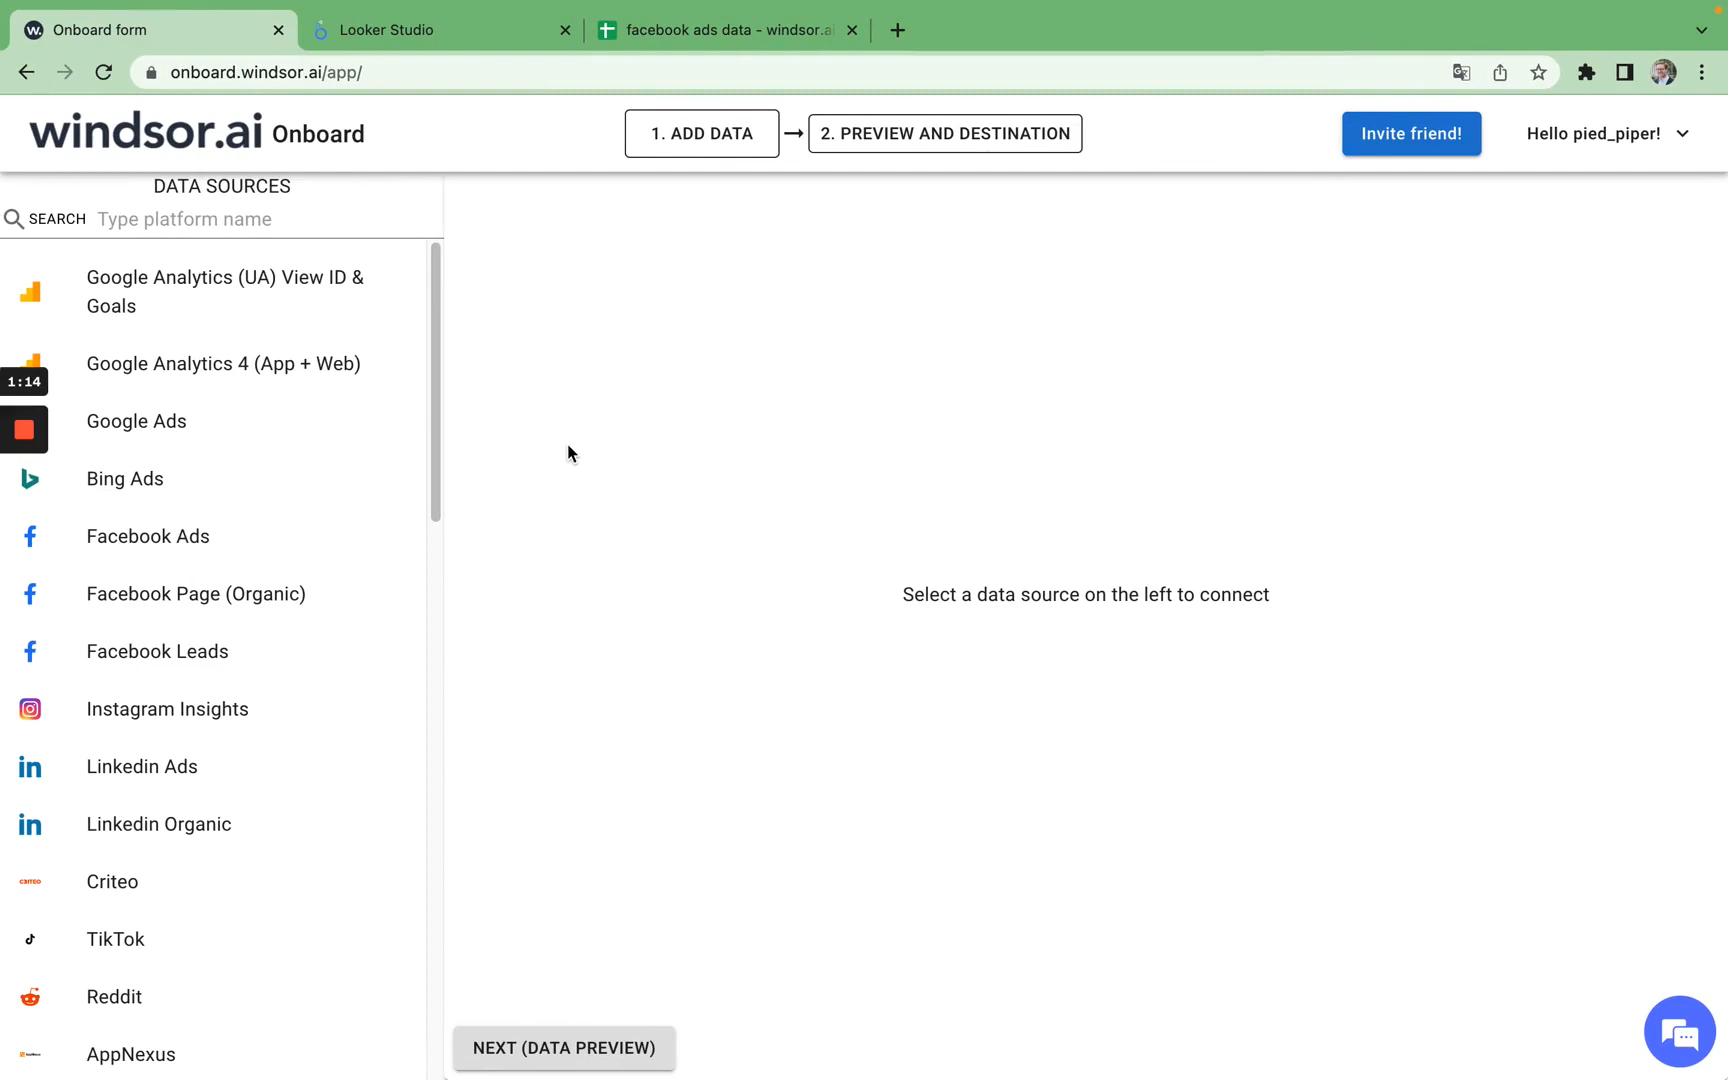 Onboard form
Looker Studio
facebook ads data - windsor.ai
onboard.windsor.ai/app/
windsor.ai Onboard
1. ADD DATA
2. PREVIEW AND DESTINATION
Invite friend!
Hello pied_piper!
DATA SOURCES
SEARCH Type platform name
Google Analytics (UA) View ID &
Goals
Google Analytics 4 (App + Web)
1:14
Google Ads
Bing Ads
Facebook Ads
Facebook Page (Organic)
Select a data source on the left to connect
Facebook Leads
Instagram Insights
Linkedin Ads
Linkedin Organic
CRITEO
Criteo
TikTok
Reddit
AppNexus
NEXT (DATA PREVIEW)